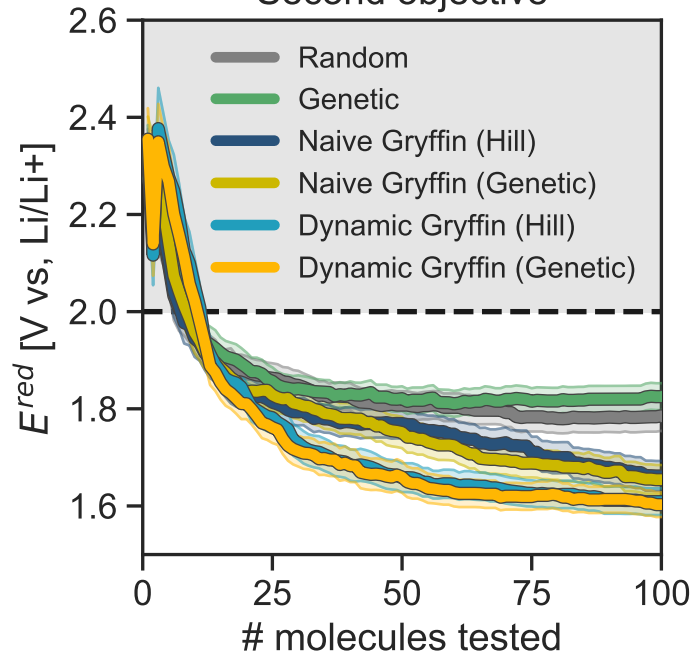 Second objective
2.6
2.4
2.2
2.0
1.8
1.6
E^red [V vs, Li/Li+]
Random
Genetic
Naive Gryffin (Hill)
Naive Gryffin (Genetic)
Dynamic Gryffin (Hill)
Dynamic Gryffin (Genetic)
0 25 50 75 100
# molecules tested